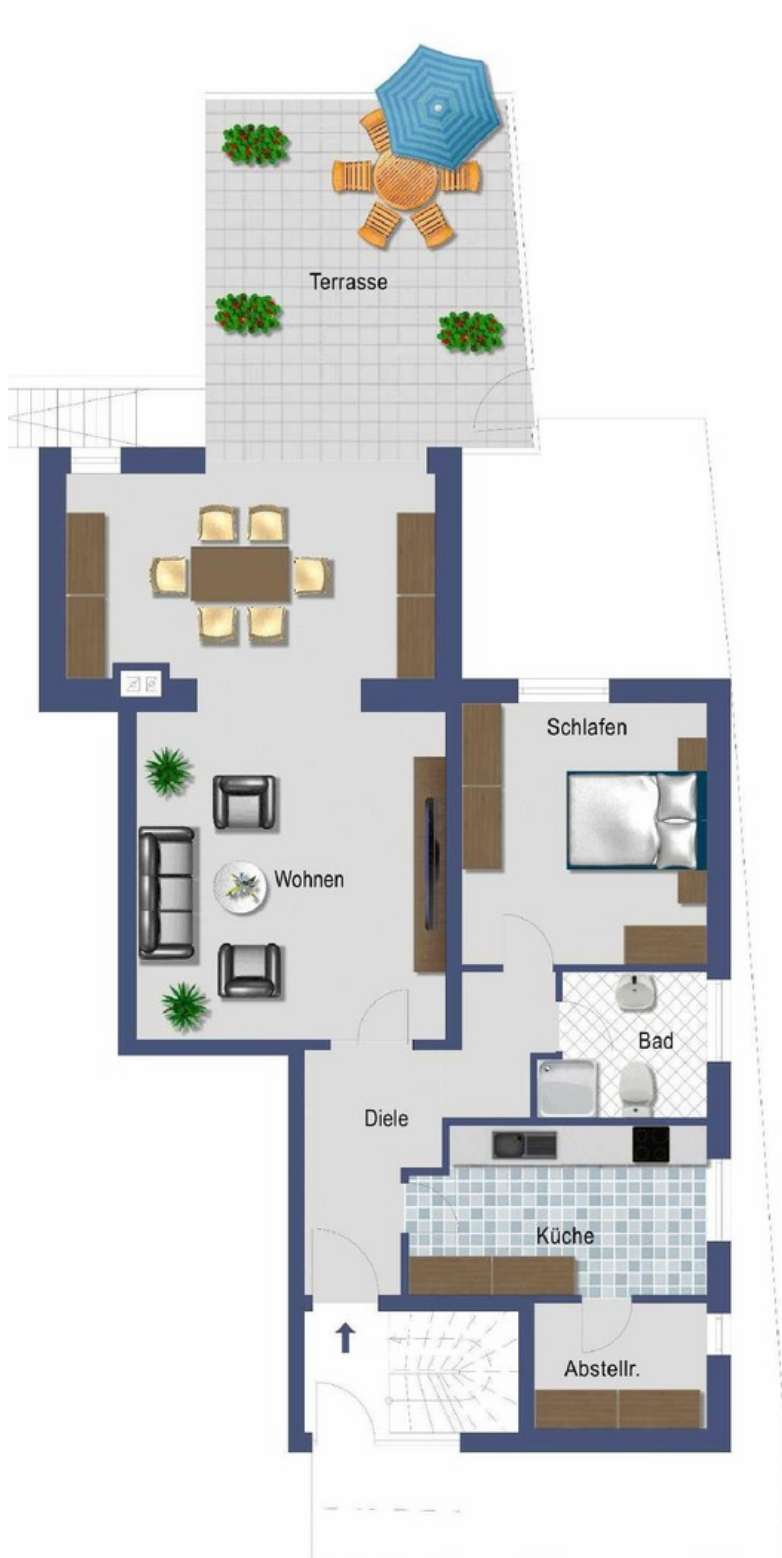 Terrasse
Schlafen
Wohnen
Bad
Diele
Küche
Abstellr.